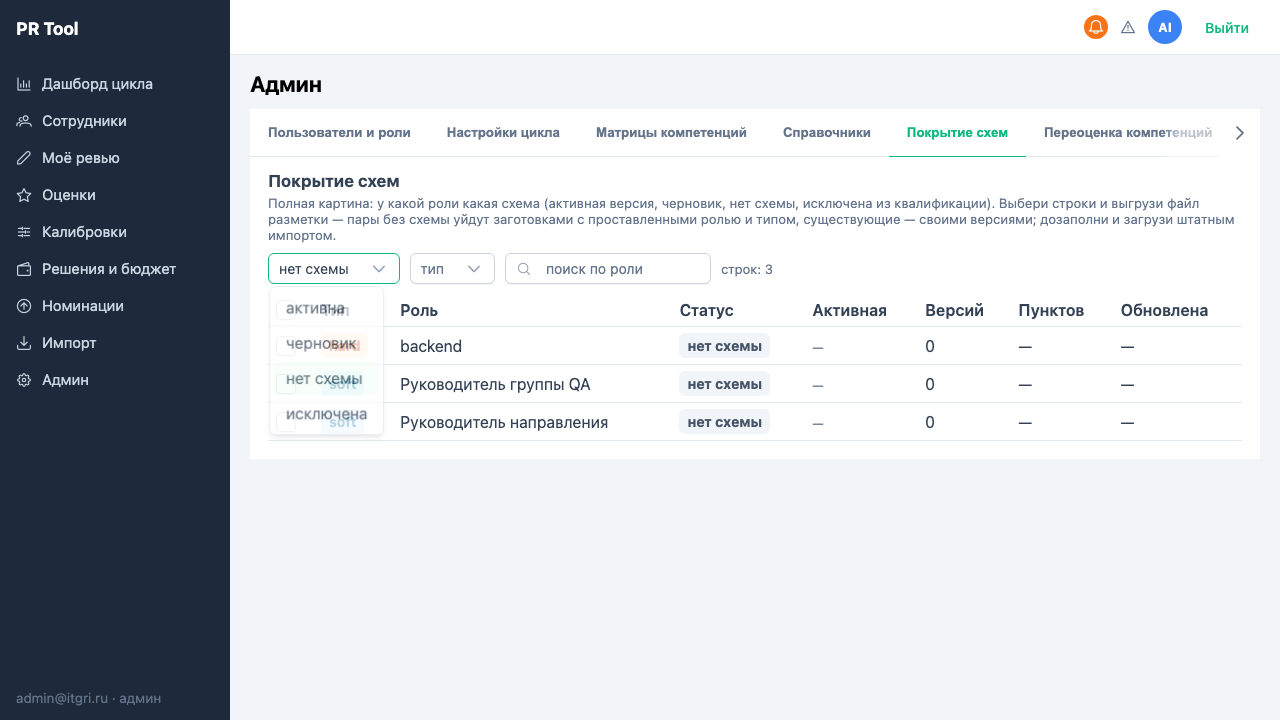 PR Tool
AI
Выйти
Дашборд цикла
Сотрудники
Моё ревью
Оценки
Калибровки
Решения и бюджет
Номинации
Импорт
Админ
admin@itgri.ru · админ
Админ
Пользователи и роли
Настройки цикла
Матрицы компетенций
Справочники
Покрытие схем
Переоценка компетенций
Покрытие схем
Полная картина: у какой роли какая схема (активная версия, черновик, нет схемы, исключена из квалификации). Выбери строки и выгрузи файл
разметки — пары без схемы уйдут заготовками с проставленными ролью и типом, существующие — своими версиями; дозаполни и загрузи штатным
импортом.
нет схемы
тип
поиск по роли
строк: 3
активна
черновик
нет схемы
исключена
Тип Роль Статус Активная Версий Пунктов Обновлена
hard backend нет схемы — 0 — —
soft Руководитель группы QA нет схемы — 0 — —
soft Руководитель направления нет схемы — 0 — —